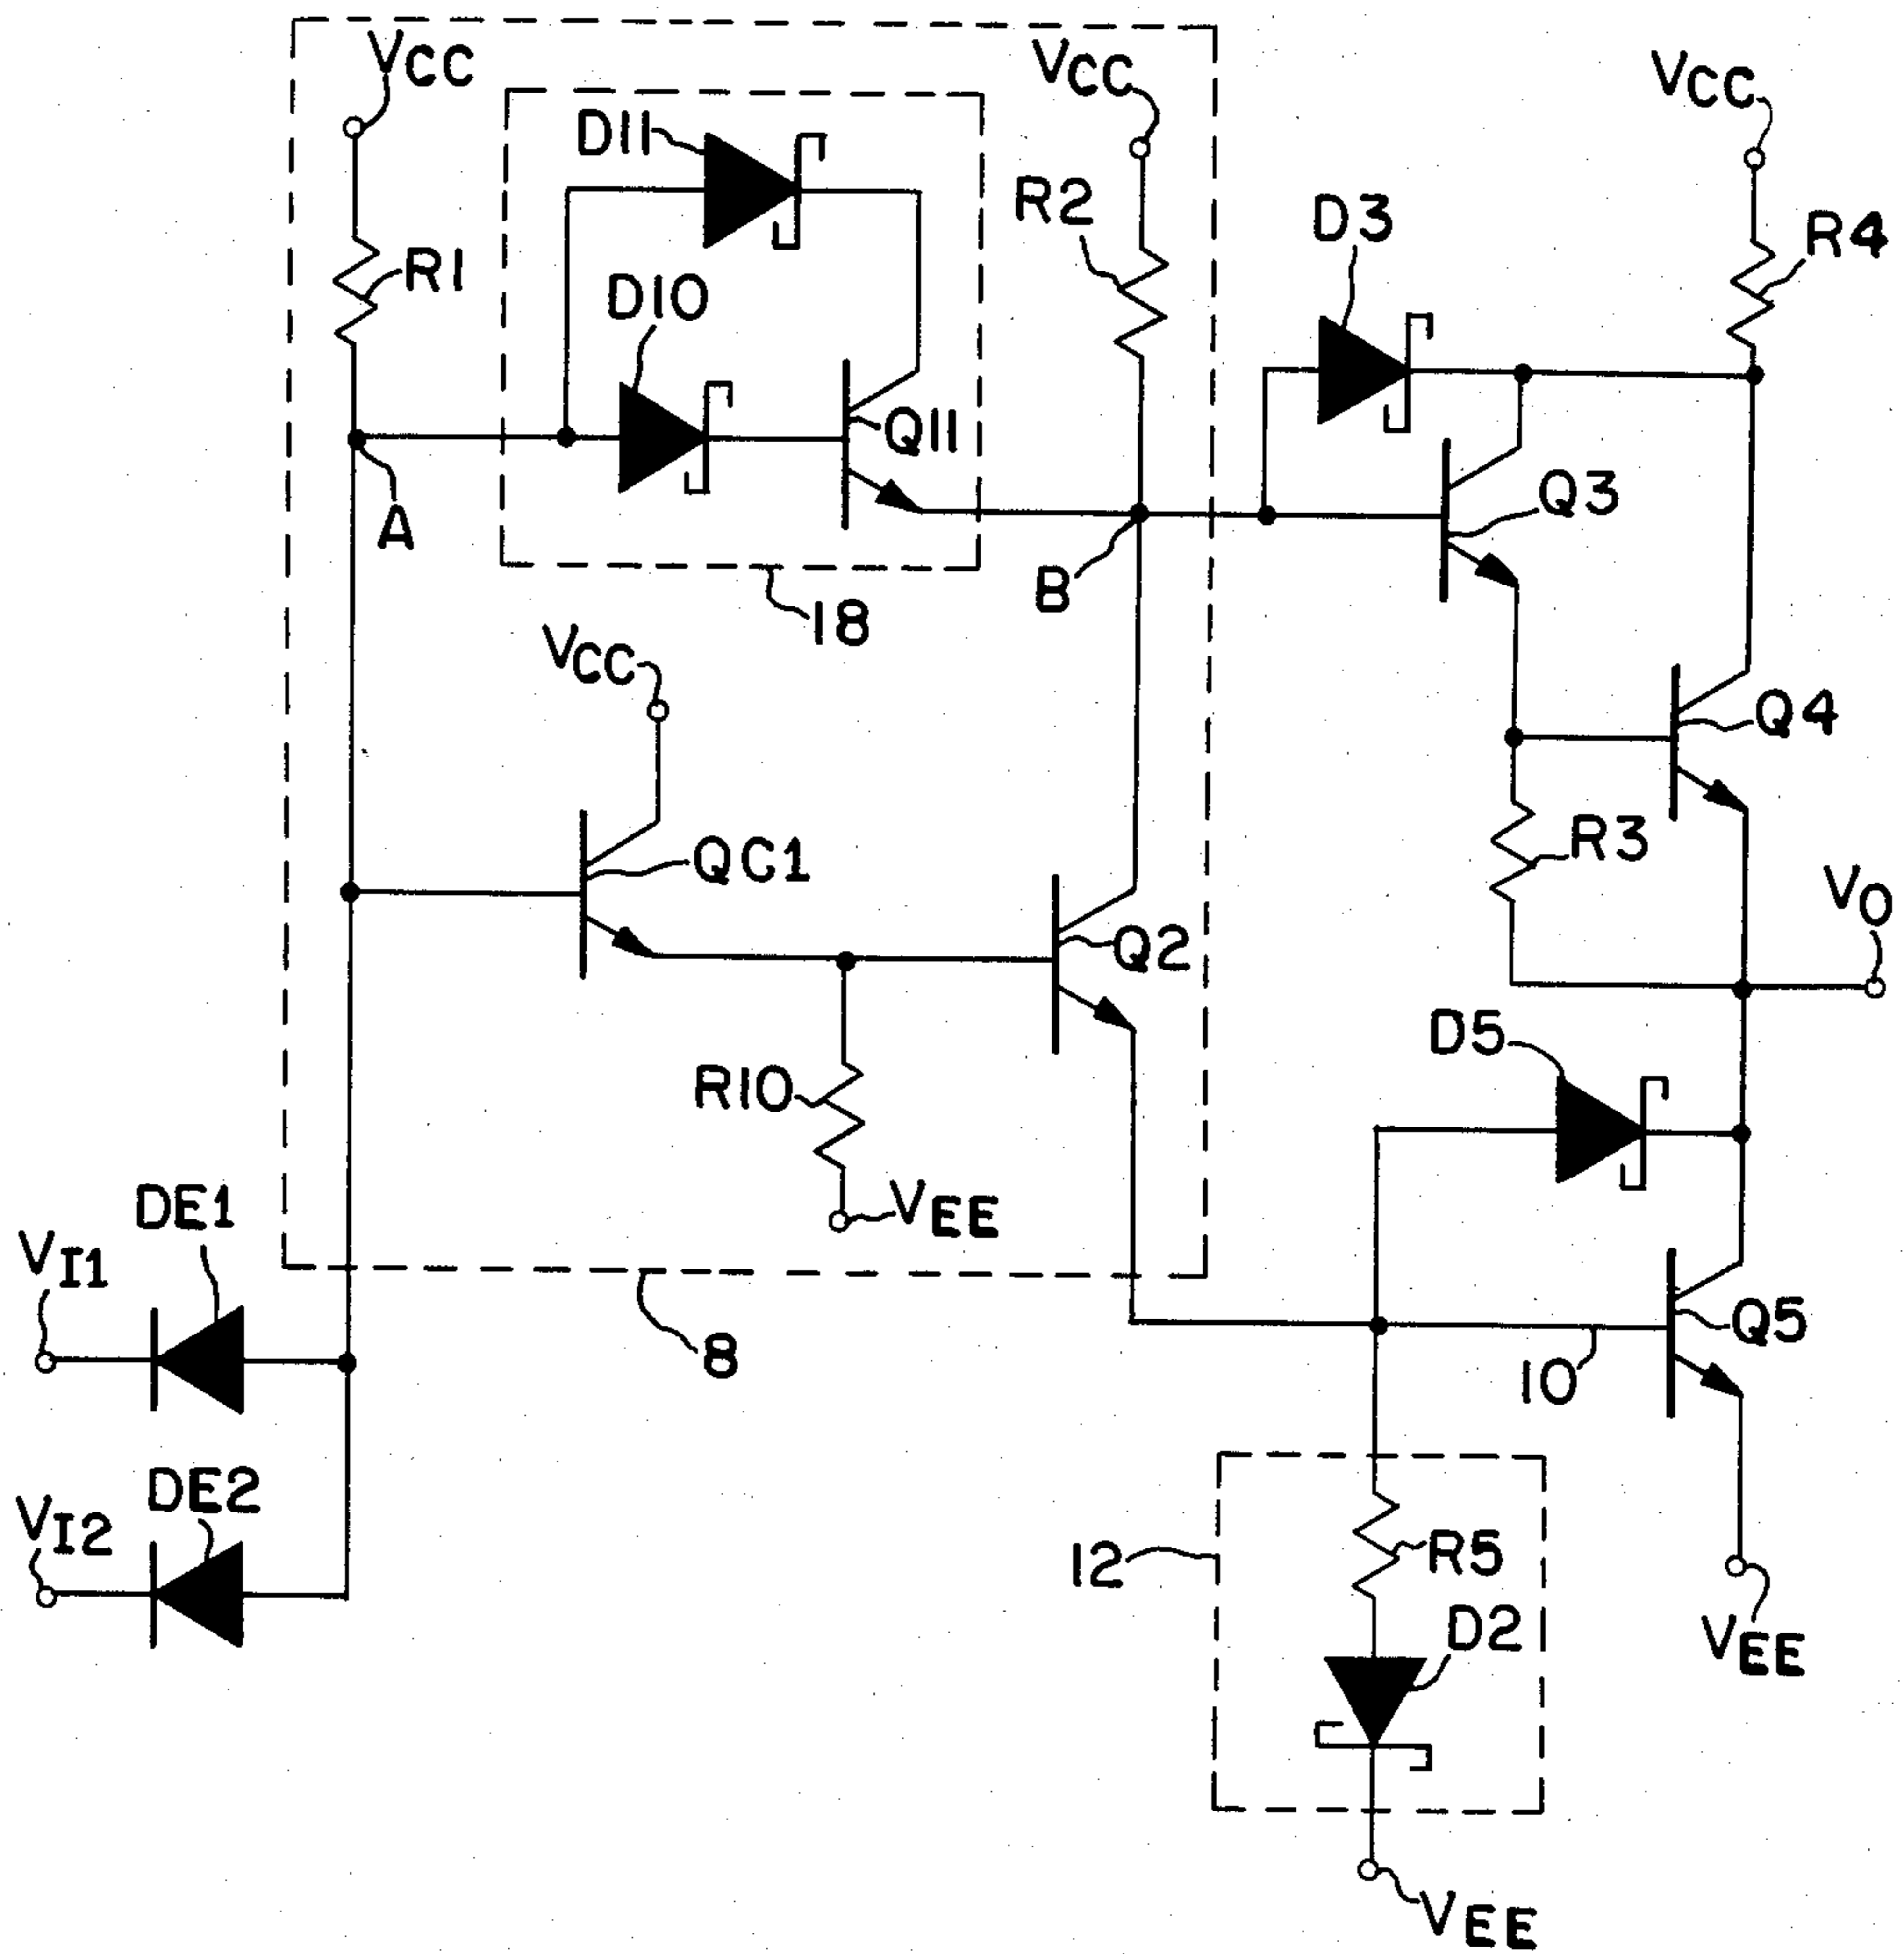 VCC
VCC
VCC
D11
R2
D3
R4
R1
D10
Q11
Q3
A
B
18
VCC
Q4
QC1
R3
VO
Q2
D5
R10
DE1
VEE
VI1
Q5
8
10
DE2
VI2
12
R5
D2
VEE
VEE